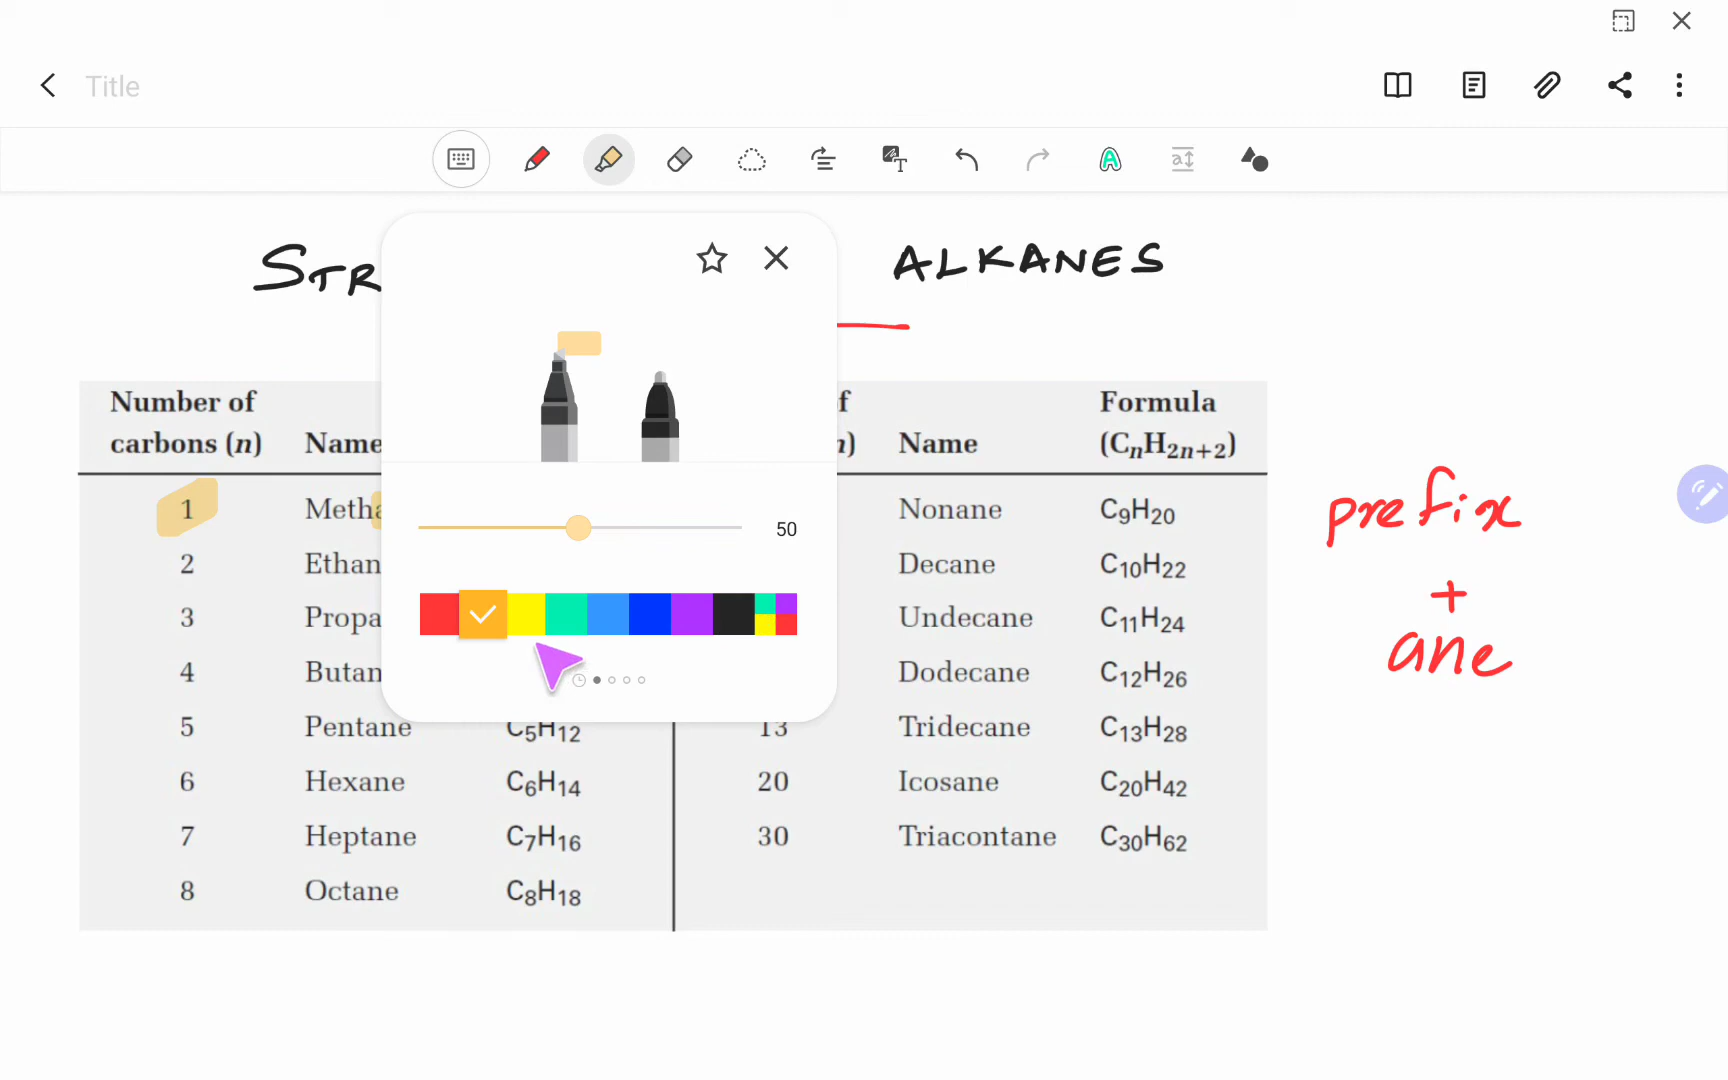 Title
STR ALKANES
Number of
carbons (n) Name
Formula
Name (CnH2n+2)
1 Metha
2 Ethan
3 Propa
4 Butan
5 Pentane C5H12
6 Hexane C6H14
7 Heptane C7H16
8 Octane C8H18
50
Nonane C9H20
Decane C10H22
Undecane C11H24
Dodecane C12H26
13 Tridecane C13H28
20 Icosane C20H42
30 Triacontane C30H62
prefix
+
ane